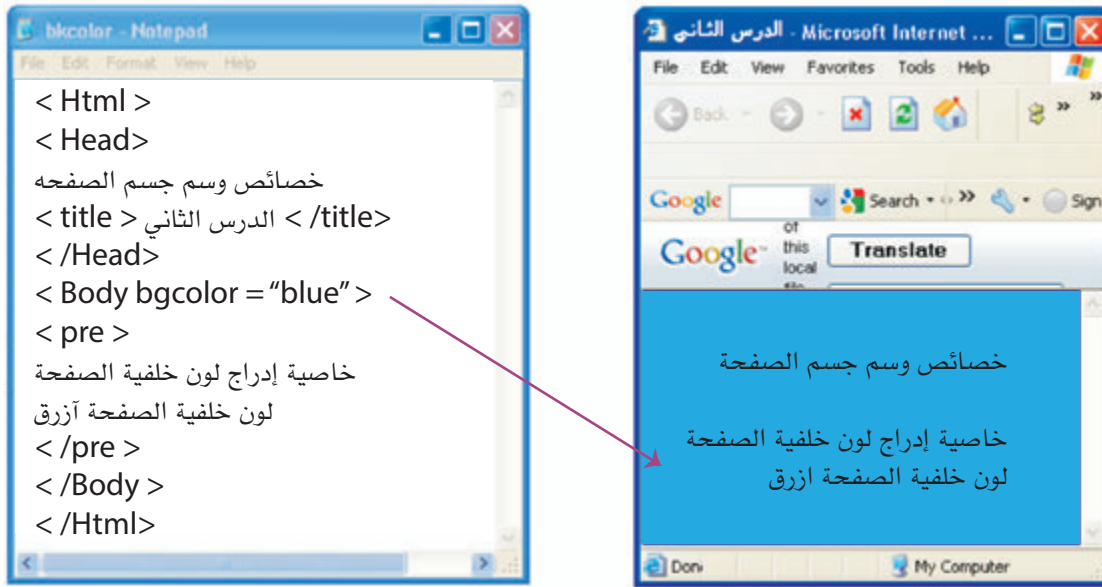 bkcolor - Notepad
File Edit Format View Help
< Html >
< Head>
خصائص وسم جسم الصفحه
< title > الدرس الثاني < /title>
< /Head>
< Body bgcolor = “blue” >
< pre >
خاصية إدراج لون خلفية الصفحة
لون خلفية الصفحة آزرق
< /pre >
< /Body >
< /Html>
الدرس الثاني - Microsoft Internet ...
File Edit View Favorites Tools Help
Back
Google Search Sign
Google of this local Translate
خصائص وسم جسم الصفحة
خاصية إدراج لون خلفية الصفحة
لون خلفية الصفحة ازرق
My Computer